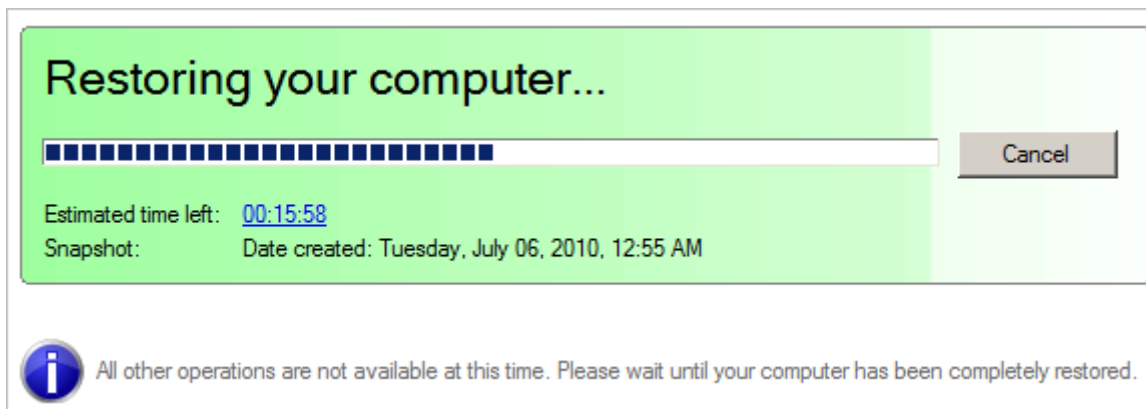 Restoring your computer...
Cancel
Estimated time left: 00:15:58
Snapshot: Date created: Tuesday, July 06, 2010, 12:55 AM
All other operations are not available at this time. Please wait until your computer has been completely restored.